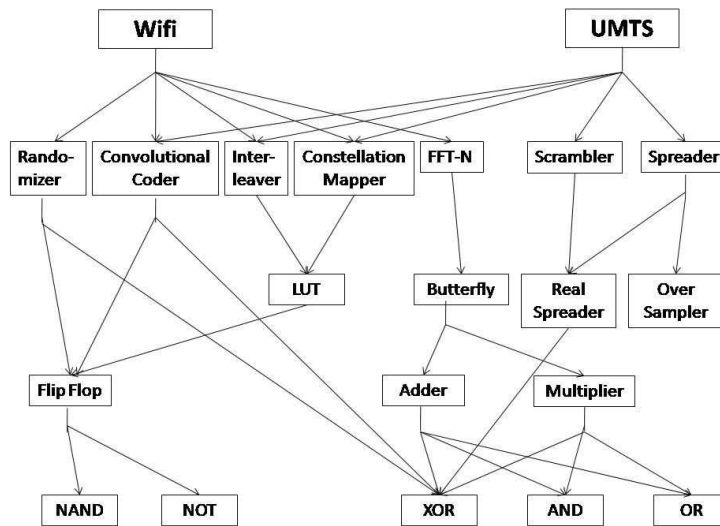 Wifi
UMTS
Rando-
mizer
Convolutional
Coder
Inter-
leaver
Constellation
Mapper
FFT-N
Scrambler
Spreader
LUT
Butterfly
Real
Spreader
Over
Sampler
Flip Flop
Adder
Multiplier
NAND
NOT
XOR
AND
OR